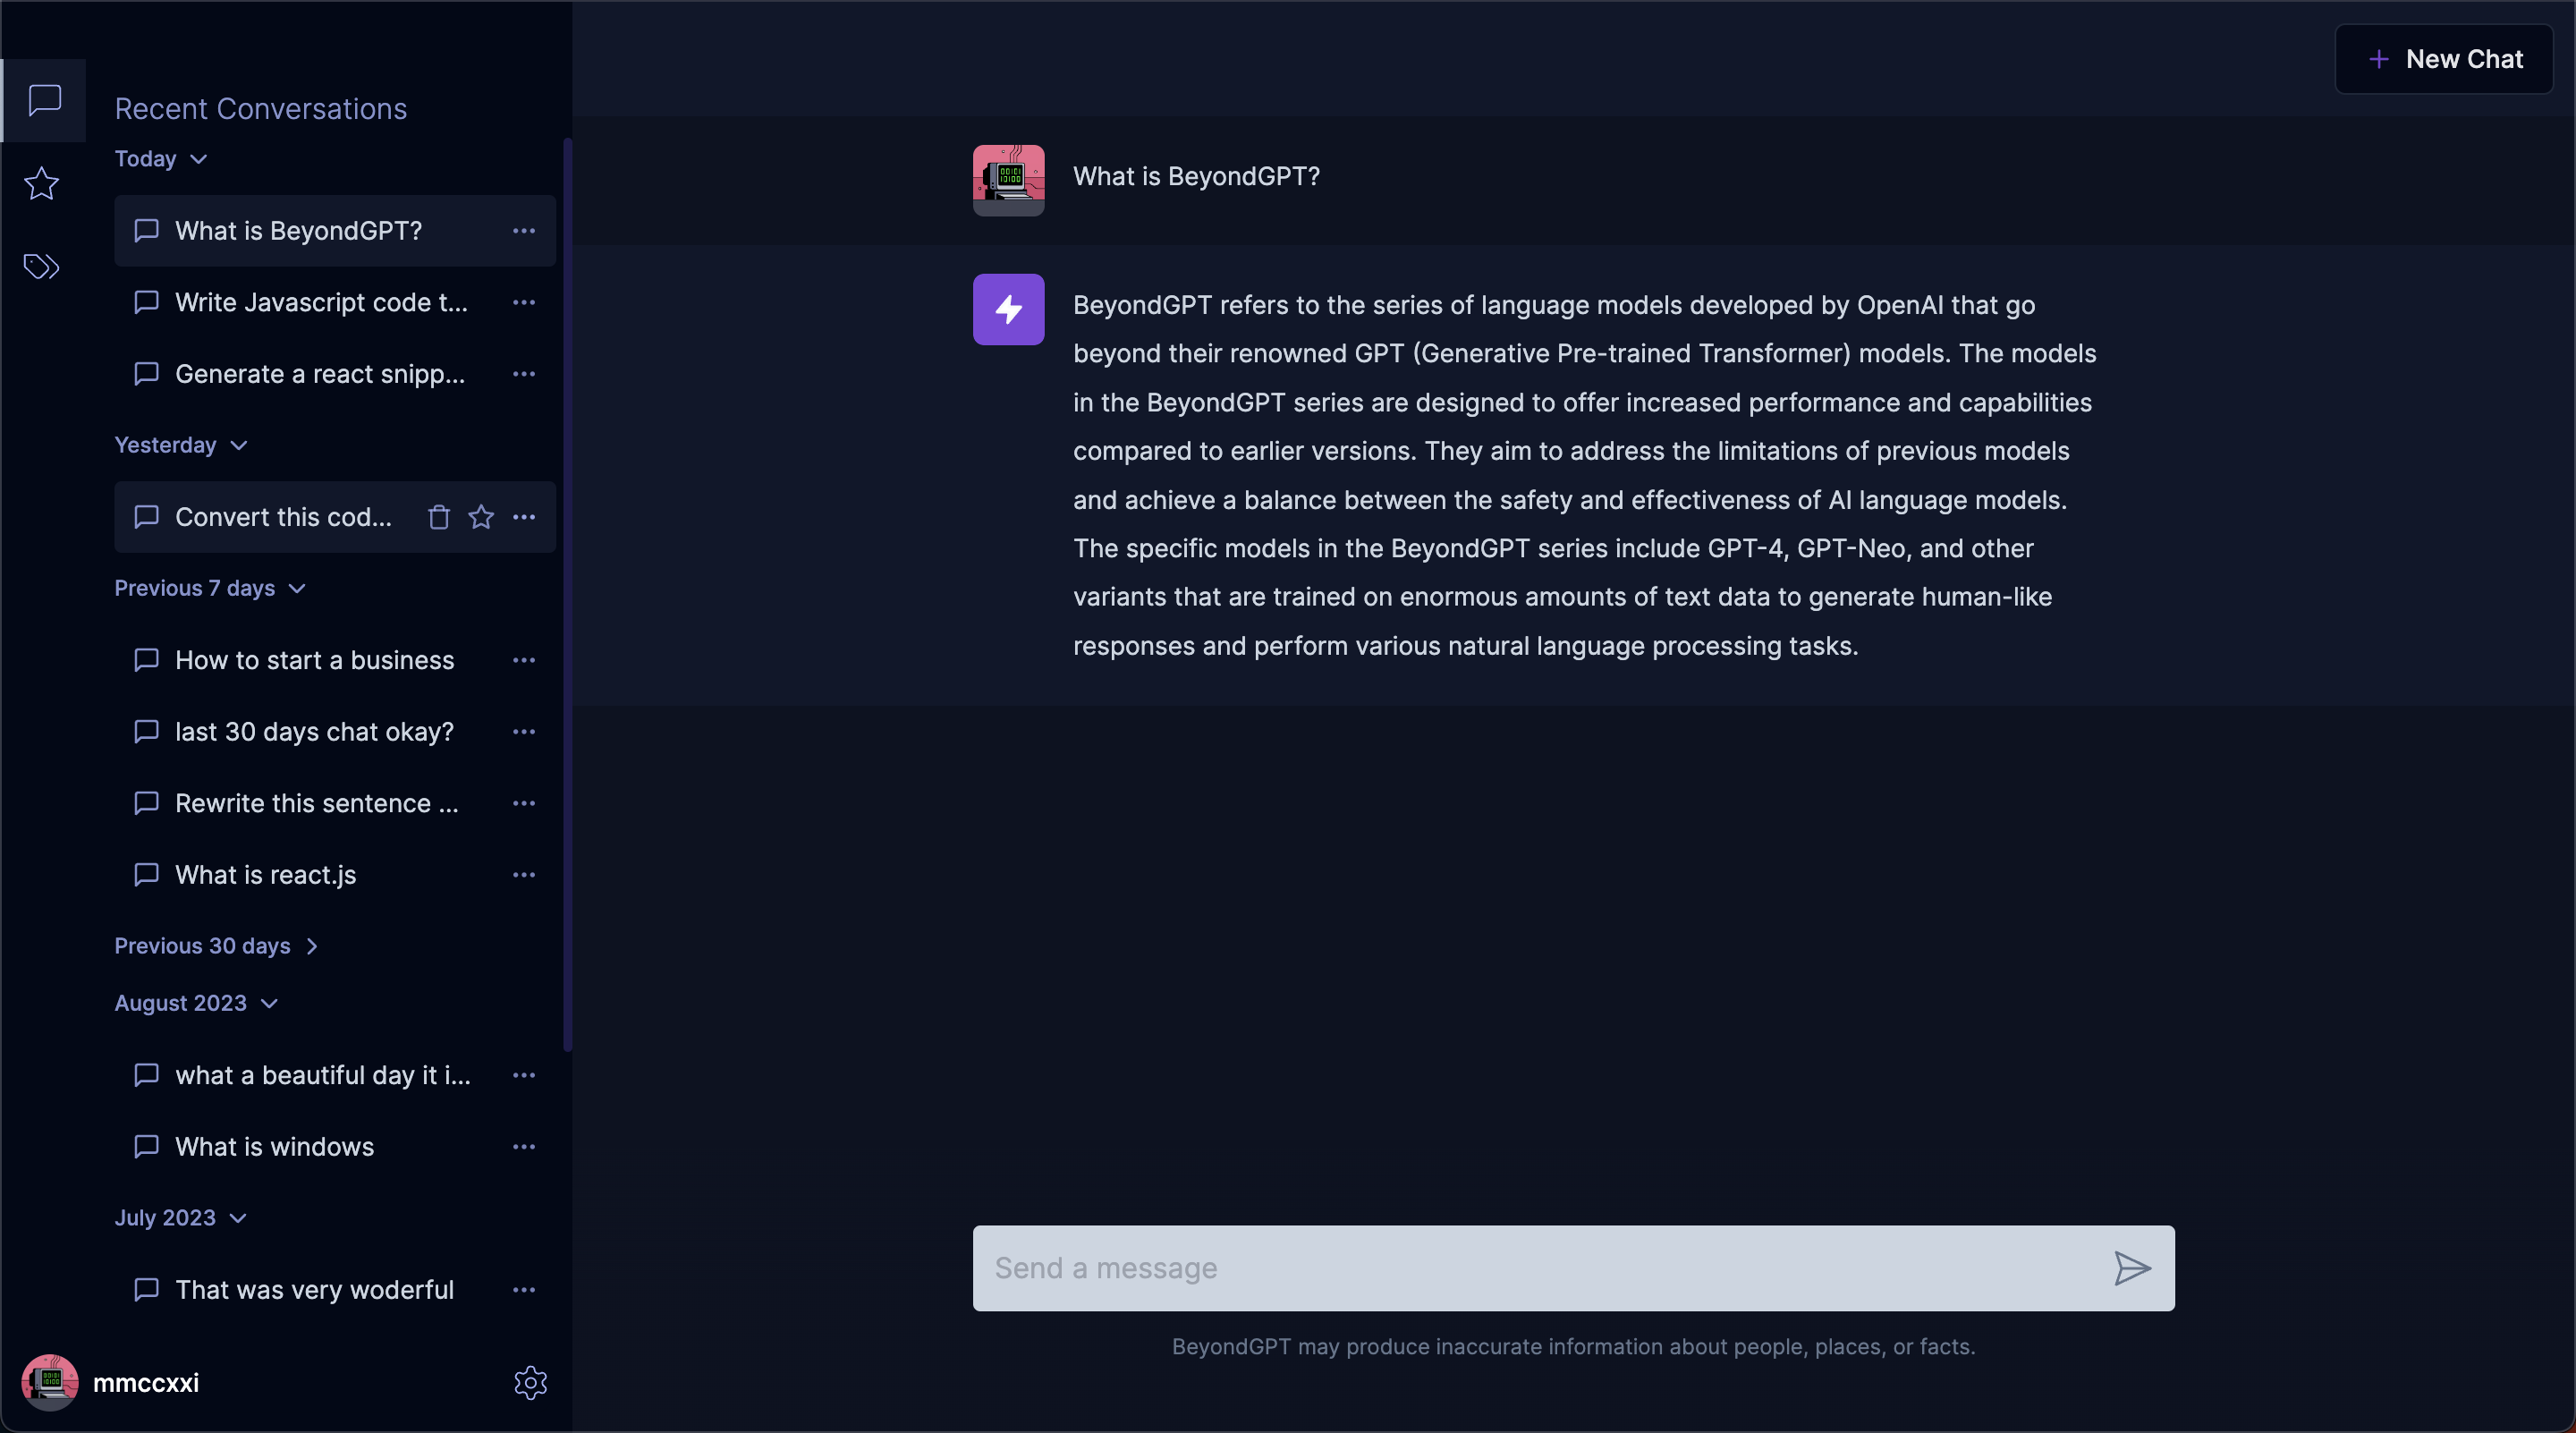 Recent Conversations
Today
What is BeyondGPT?
Write Javascript code t...
Generate a react snipp...
Yesterday
Convert this cod...
Previous 7 days
How to start a business
last 30 days chat okay?
Rewrite this sentence ...
What is react.js
Previous 30 days
August 2023
what a beautiful day it i...
What is windows
July 2023
That was very woderful
mmccxxi
New Chat
00101
10100
What is BeyondGPT?
BeyondGPT refers to the series of language models developed by OpenAI that go
beyond their renowned GPT (Generative Pre-trained Transformer) models. The models
in the BeyondGPT series are designed to offer increased performance and capabilities
compared to earlier versions. They aim to address the limitations of previous models
and achieve a balance between the safety and effectiveness of AI language models.
The specific models in the BeyondGPT series include GPT-4, GPT-Neo, and other
variants that are trained on enormous amounts of text data to generate human-like
responses and perform various natural language processing tasks.
Send a message
BeyondGPT may produce inaccurate information about people, places, or facts.